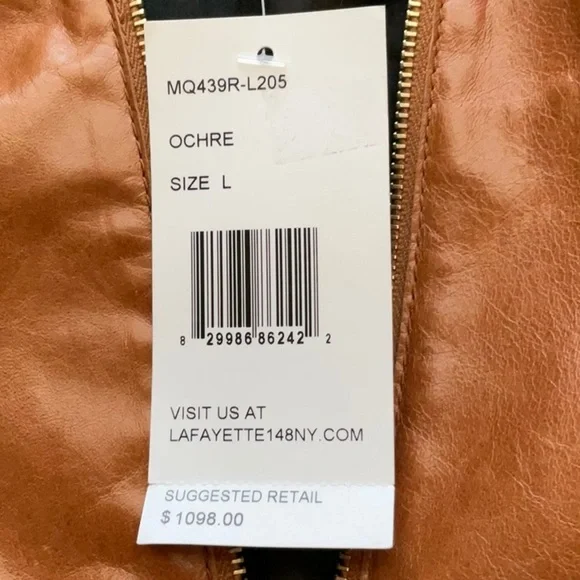 MQ439R-L205
OCHRE
SIZE L
8 29986 86242 2
VISIT US AT
LAFAYETTE148NY.COM
SUGGESTED RETAIL
$ 1098.00